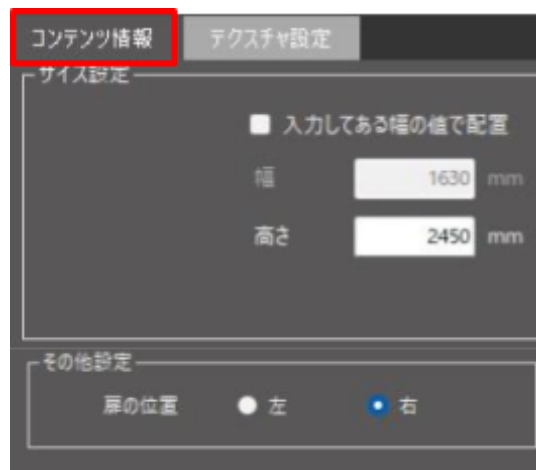 コンテンツ情報 テクスチャ設定
サイズ設定
入力してある幅の値で配置
幅 1630 mm
高さ 2450 mm
その他設定
扉の位置 左 右